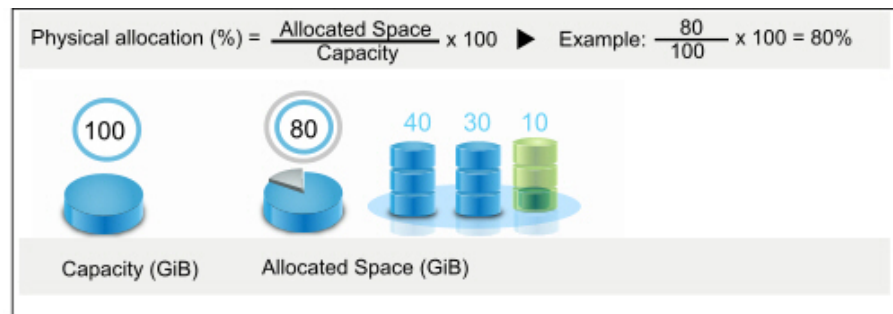 Physical allocation (%) = Allocated Space / Capacity x 100 ▶ Example: 80 / 100 x 100 = 80%
100 80 40 30 10
Capacity (GiB) Allocated Space (GiB)